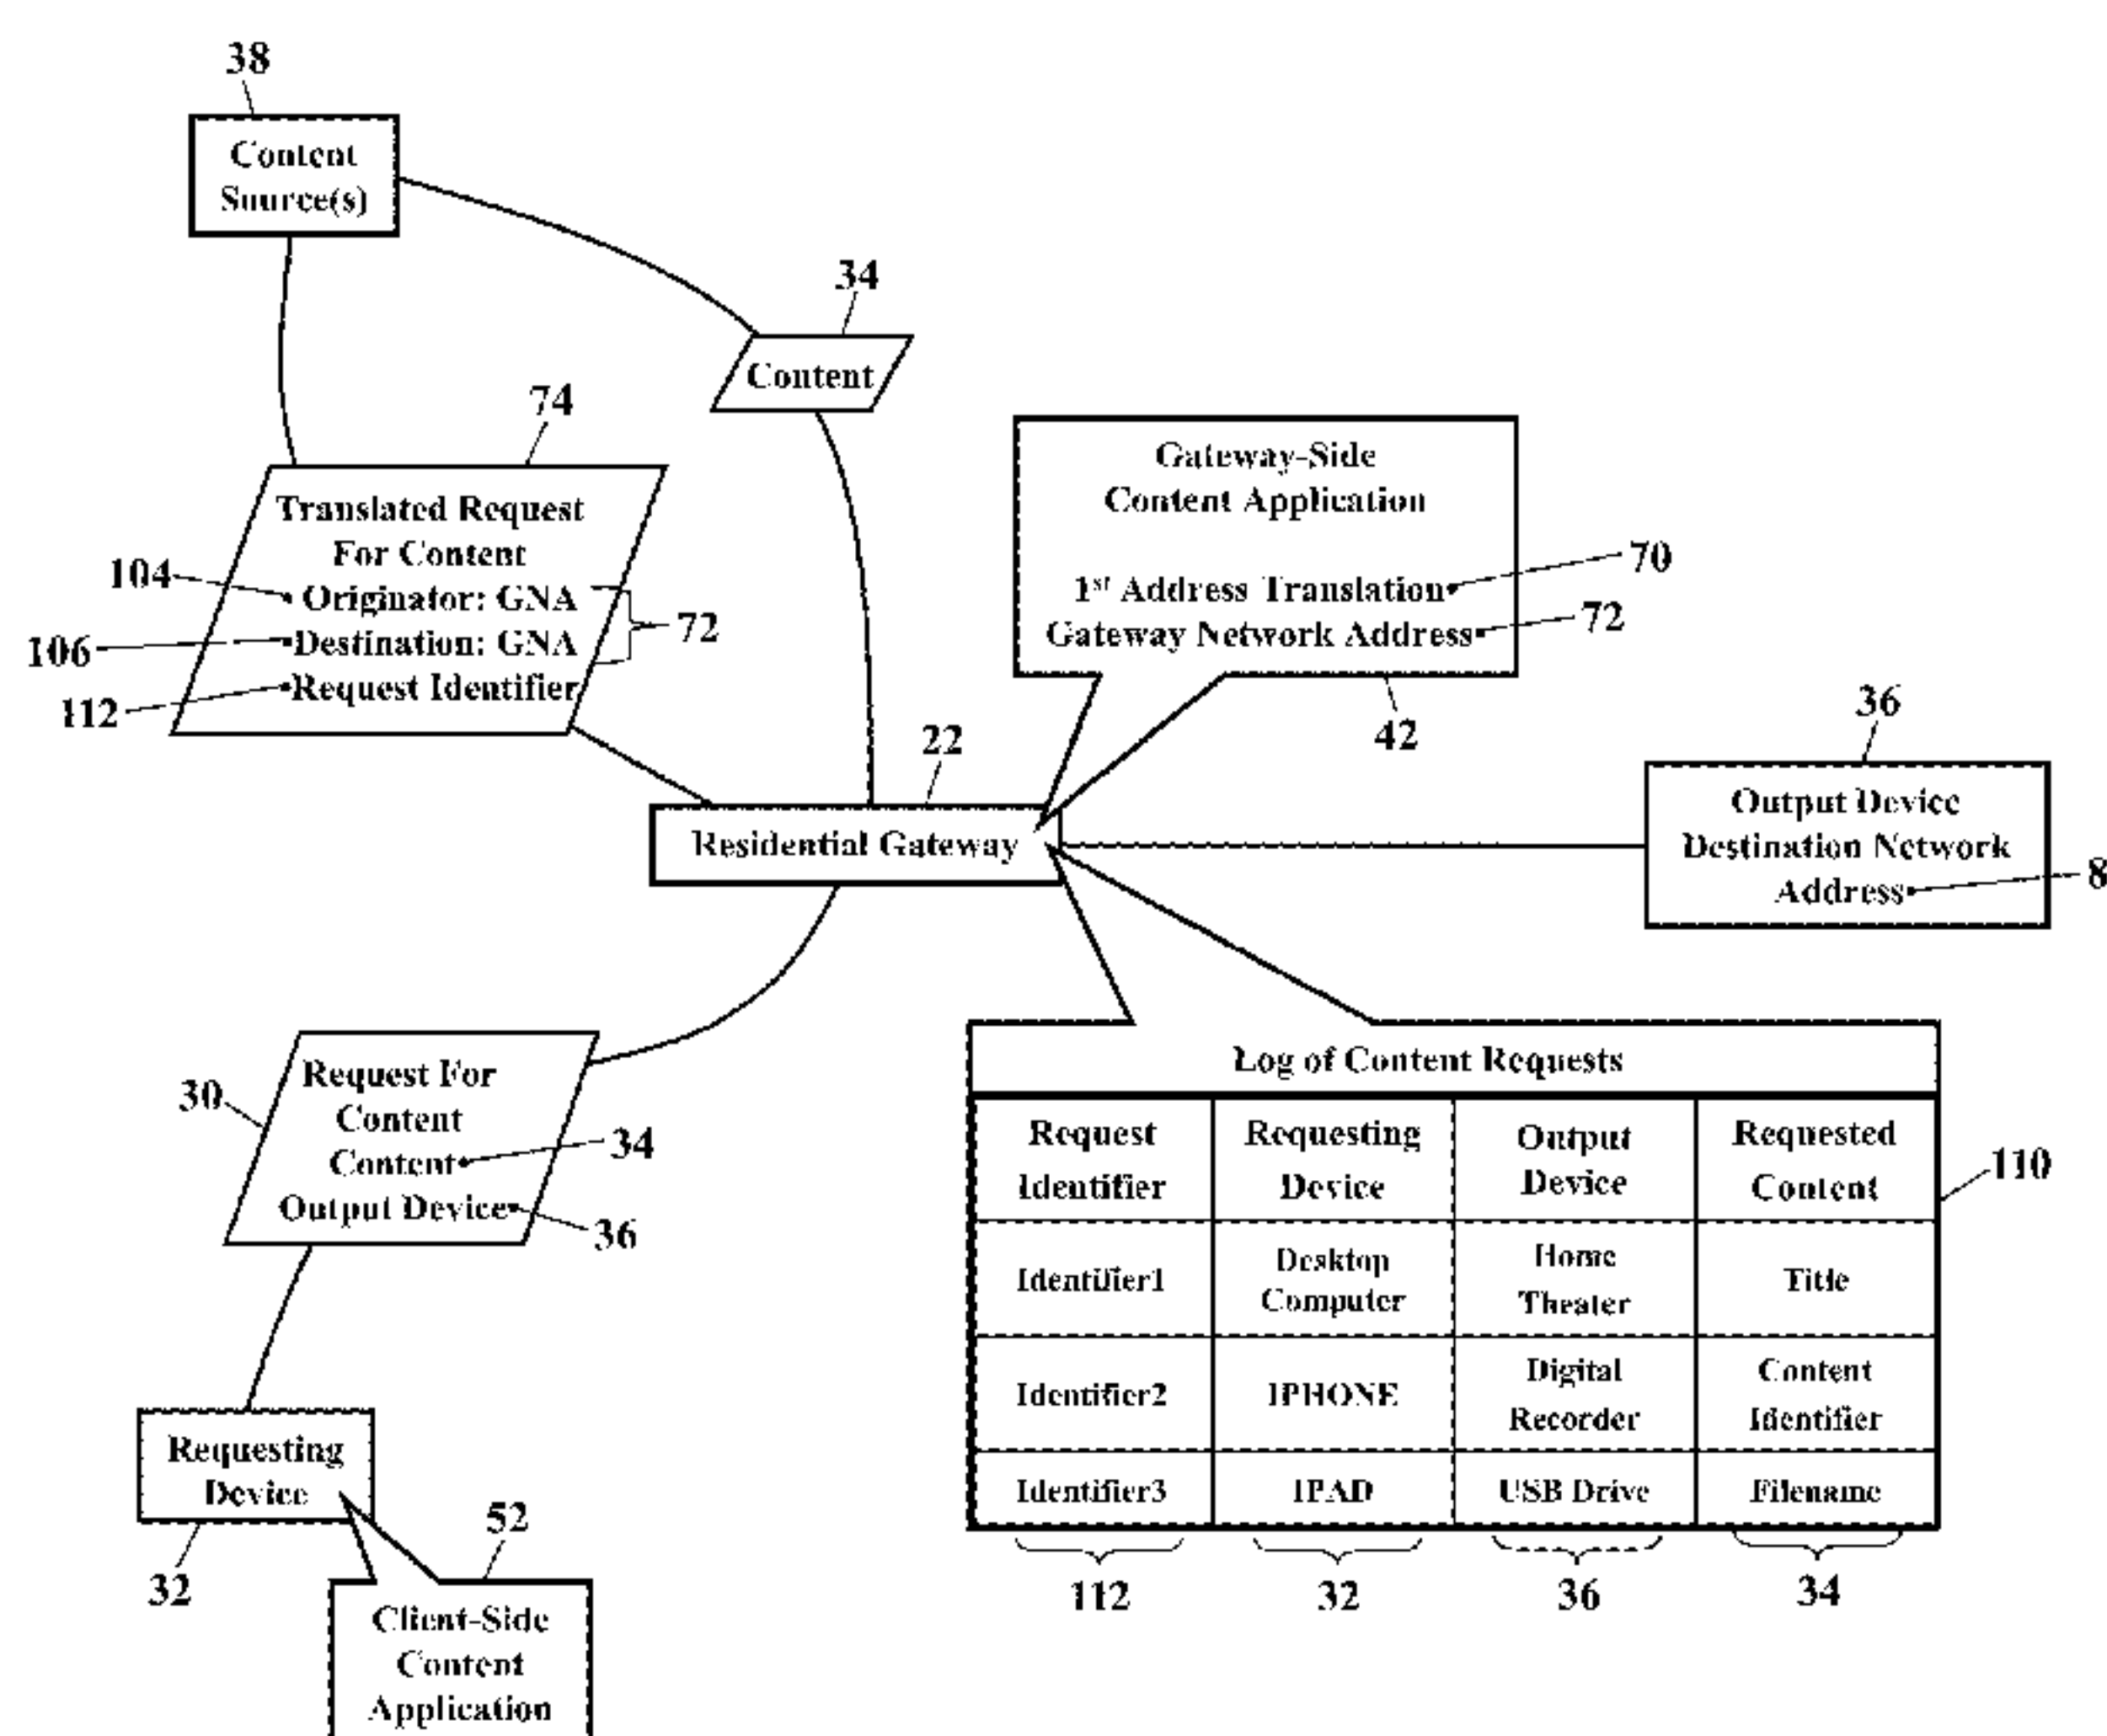 38
Content
Source(s)
34
Content
74
Translated Request
For Content
104
• Originator: GNA
72
106
•Destination: GNA
112
•Request Identifier
Gateway-Side
Content Application
1st Address Translation•
70
Gateway Network Address•
72
42
22
Residential Gateway
36
Output Device
Destination Network
Address•
8
30
Request For
Content
Content•
34
Output Device•
36
Requesting
Device
32
52
Client-Side
Content
Application
Log of Content Requests
Request Identifier
Requesting Device
Output Device
Requested Content
110
Identifier1
Desktop Computer
Home Theater
Title
Identifier2
IPHONE
Digital Recorder
Content Identifier
Identifier3
IPAD
USB Drive
Filename
112
32
36
34